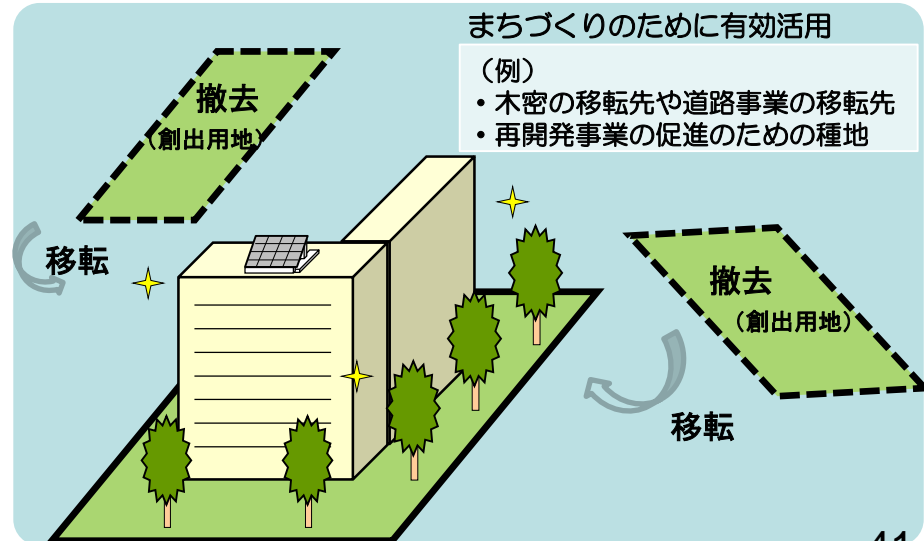 まちづくりのために有効活用
（例）
・木密の移転先や道路事業の移転先
・再開発事業の促進のための種地
撤去
（創出用地）
移転
撤去
（創出用地）
移転
41